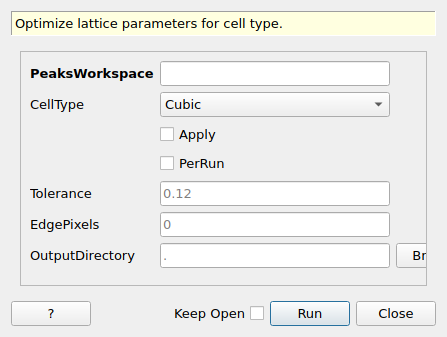 Optimize lattice parameters for cell type.
PeaksWorkspace
CellType Cubic
Apply
PerRun
Tolerance 0.12
EdgePixels 0
OutputDirectory . Br
? Keep Open Run Close